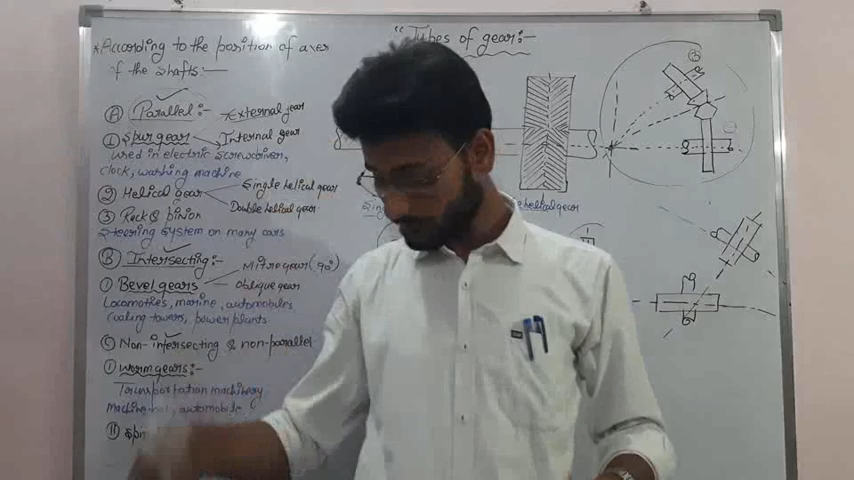 "Types of gear:-
*According to the position of axes
of the shafts:-
Ⓐ Parallel:- External gear
① Spur gear Internal gear
used in electric screwdriver,
clock, washing machine
② Helical gear Single helical gear
Double helical gear
③ Rack & pinion
Steering system on many cars
Ⓑ Intersecting:-
① Bevel gears Mitre gear (90°)
Oblique gear
Locomotives, marine, automobiles
Cooling towers, power plants
Ⓒ Non-intersecting & non-parallel
① worm gears:-
Transportation machinery
automobile
Ⓘ
helical gear